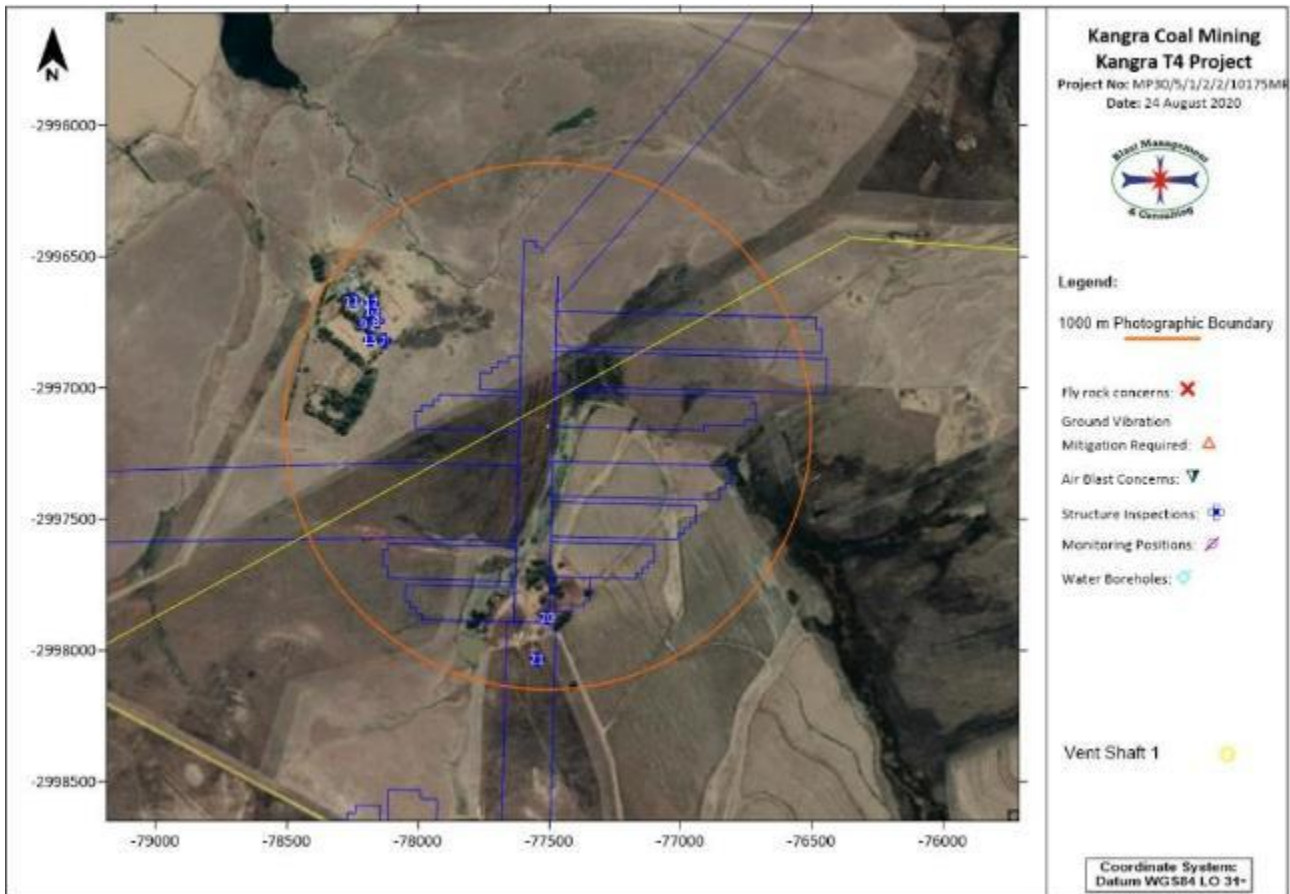 Kangra Coal Mining
Kangra T4 Project
Project No: MP30/5/1/2/2/10175MR
Date: 24 August 2020
Blast Management
& Consulting
Legend:
1000 m Photographic Boundary
Fly rock concerns:
Ground Vibration
Mitigation Required:
Air Blast Concerns:
Structure Inspections:
Monitoring Positions:
Water Boreholes:
Vent Shaft 1
Coordinate System:
Datum WGS84 LO 31
N
-2996000
-2996500
-2997000
-2997500
-2998000
-2998500
-79000
-78500
-78000
-77500
-77000
-76500
-76000
20
21